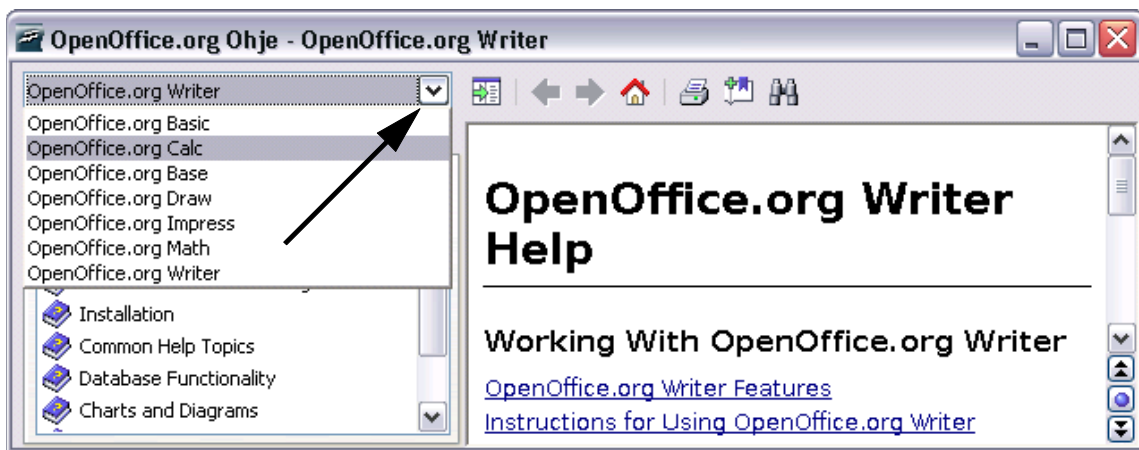 OpenOffice.org Ohje - OpenOffice.org Writer
OpenOffice.org Writer
OpenOffice.org Basic
OpenOffice.org Calc
OpenOffice.org Base
OpenOffice.org Draw
OpenOffice.org Impress
OpenOffice.org Math
OpenOffice.org Writer
Installation
Common Help Topics
Database Functionality
Charts and Diagrams
OpenOffice.org Writer
Help
Working With OpenOffice.org Writer
OpenOffice.org Writer Features
Instructions for Using OpenOffice.org Writer